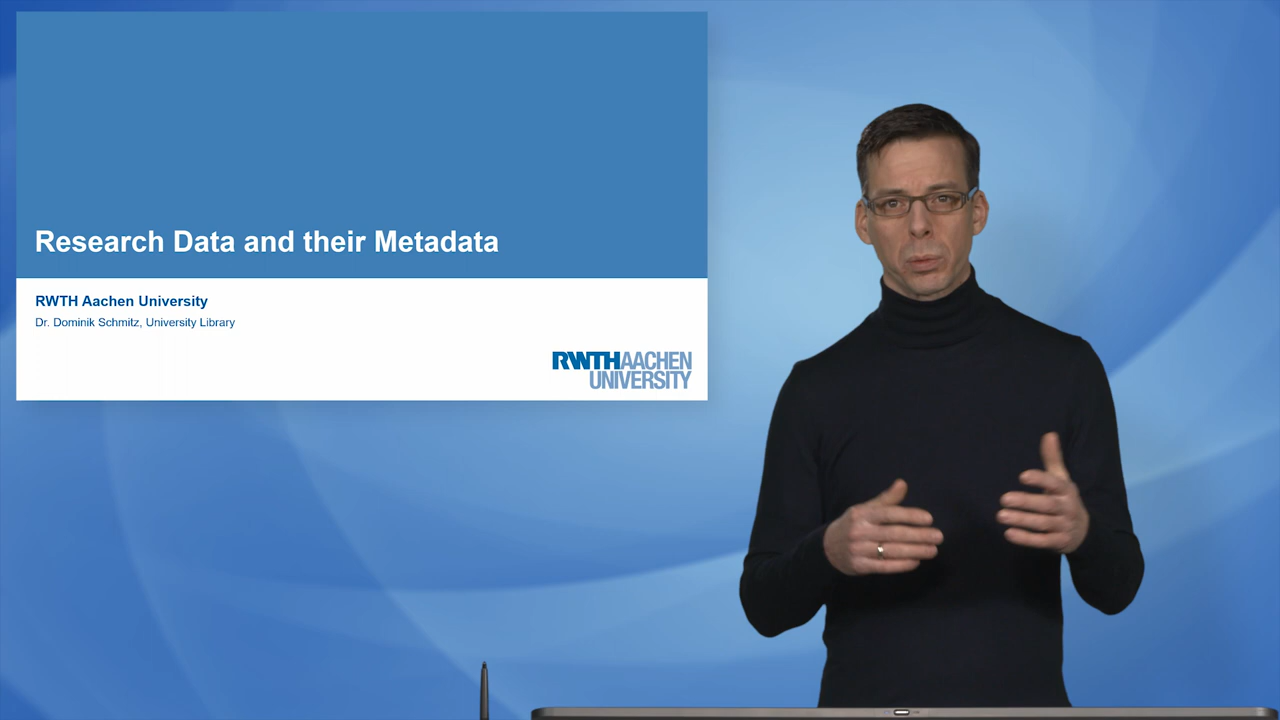 Research Data and their Metadata
RWTH Aachen University
Dr. Dominik Schmitz, University Library
RWTHAACHEN
UNIVERSITY